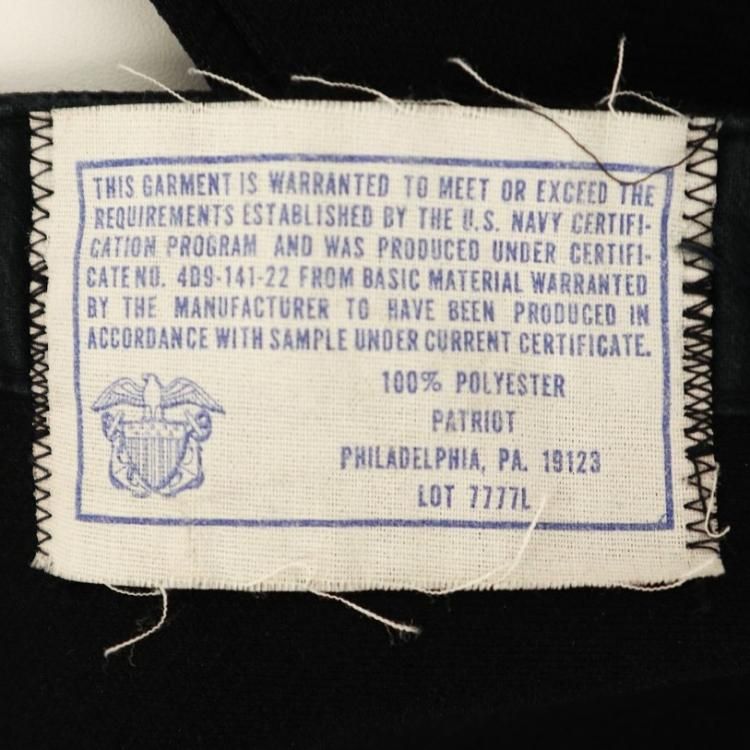 THIS GARMENT IS WARRANTED TO MEET OR EXCEED THE
REQUIREMENTS ESTABLISHED BY THE U.S. NAVY CERTIFI-
CATION PROGRAM AND WAS PRODUCED UNDER CERTIFI-
CATE NO. 4D9-141-22 FROM BASIC MATERIAL WARRANTED
BY THE MANUFACTURER TO HAVE BEEN PRODUCED IN
ACCORDANCE WITH SAMPLE UNDER CURRENT CERTIFICATE.
100% POLYESTER
PATRIOT
PHILADELPHIA, PA. 19123
LOT 7777L